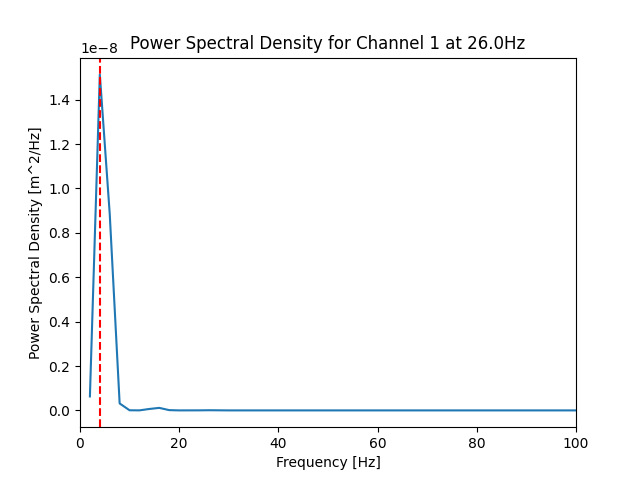 Power Spectral Density for Channel 1 at 26.0Hz
1e−8
1.4
1.2
1.0
0.8
0.6
0.4
0.2
0.0
Power Spectral Density [m^2/Hz]
0 20 40 60 80 100
Frequency [Hz]